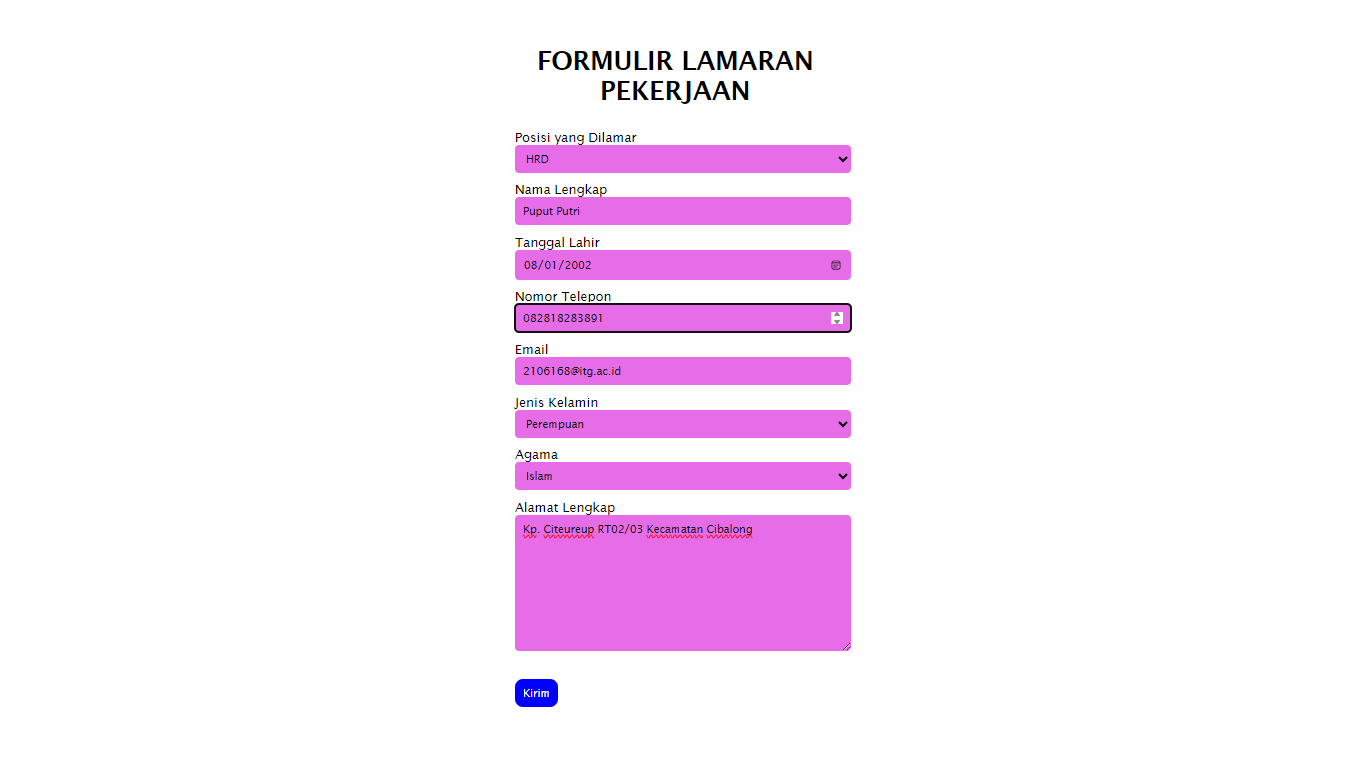 FORMULIR LAMARAN
PEKERJAAN
Posisi yang Dilamar
HRD
Nama Lengkap
Puput Putri
Tanggal Lahir
08/01/2002
Nomor Telepon
082818283891
Email
2106168@itg.ac.id
Jenis Kelamin
Perempuan
Agama
Islam
Alamat Lengkap
Kp. Citeureup RT02/03 Kecamatan Cibalong
Kirim